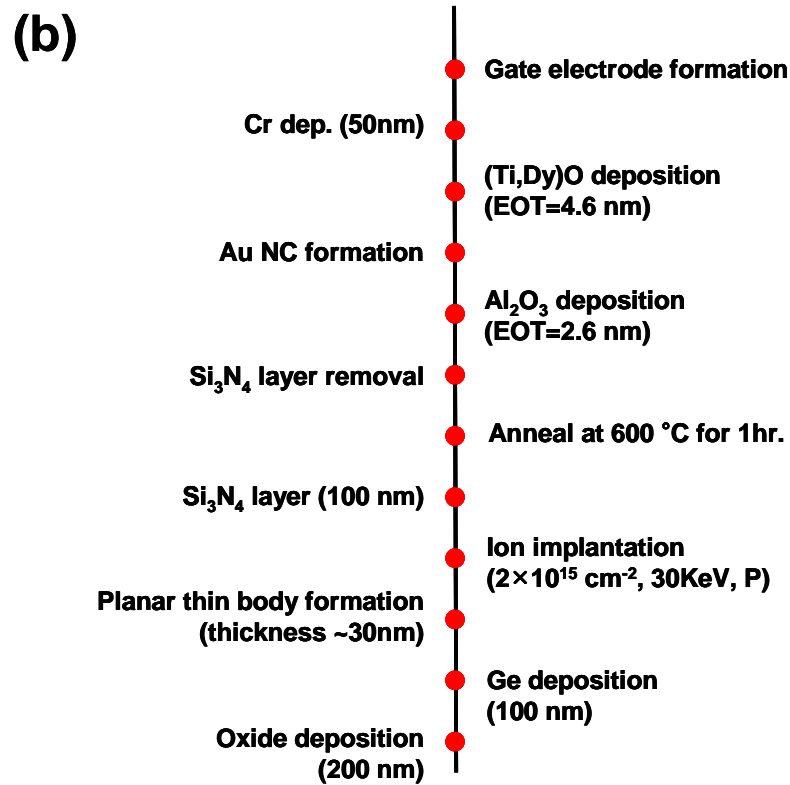 (b)
Gate electrode formation
Cr dep. (50nm)
(Ti,Dy)O deposition
(EOT=4.6 nm)
Au NC formation
Al₂O₃ deposition
(EOT=2.6 nm)
Si₃N₄ layer removal
Anneal at 600 °C for 1hr.
Si₃N₄ layer (100 nm)
Ion implantation
(2×10¹⁵ cm⁻², 30KeV, P)
Planar thin body formation
(thickness ~30nm)
Ge deposition
(100 nm)
Oxide deposition
(200 nm)